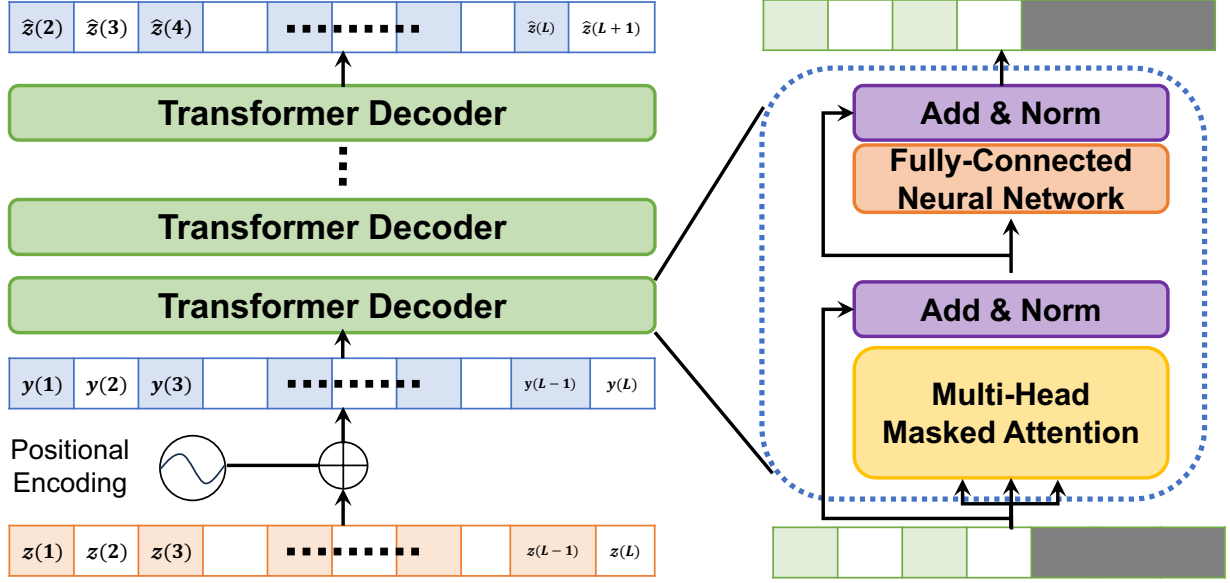 ẑ(2) ẑ(3) ẑ(4) ẑ(L) ẑ(L + 1)
Transformer Decoder
Transformer Decoder
Transformer Decoder
y(1) y(2) y(3) y(L − 1) y(L)
Positional
Encoding
z(1) z(2) z(3) z(L − 1) z(L)
Add & Norm
Fully-Connected
Neural Network
Add & Norm
Multi-Head
Masked Attention